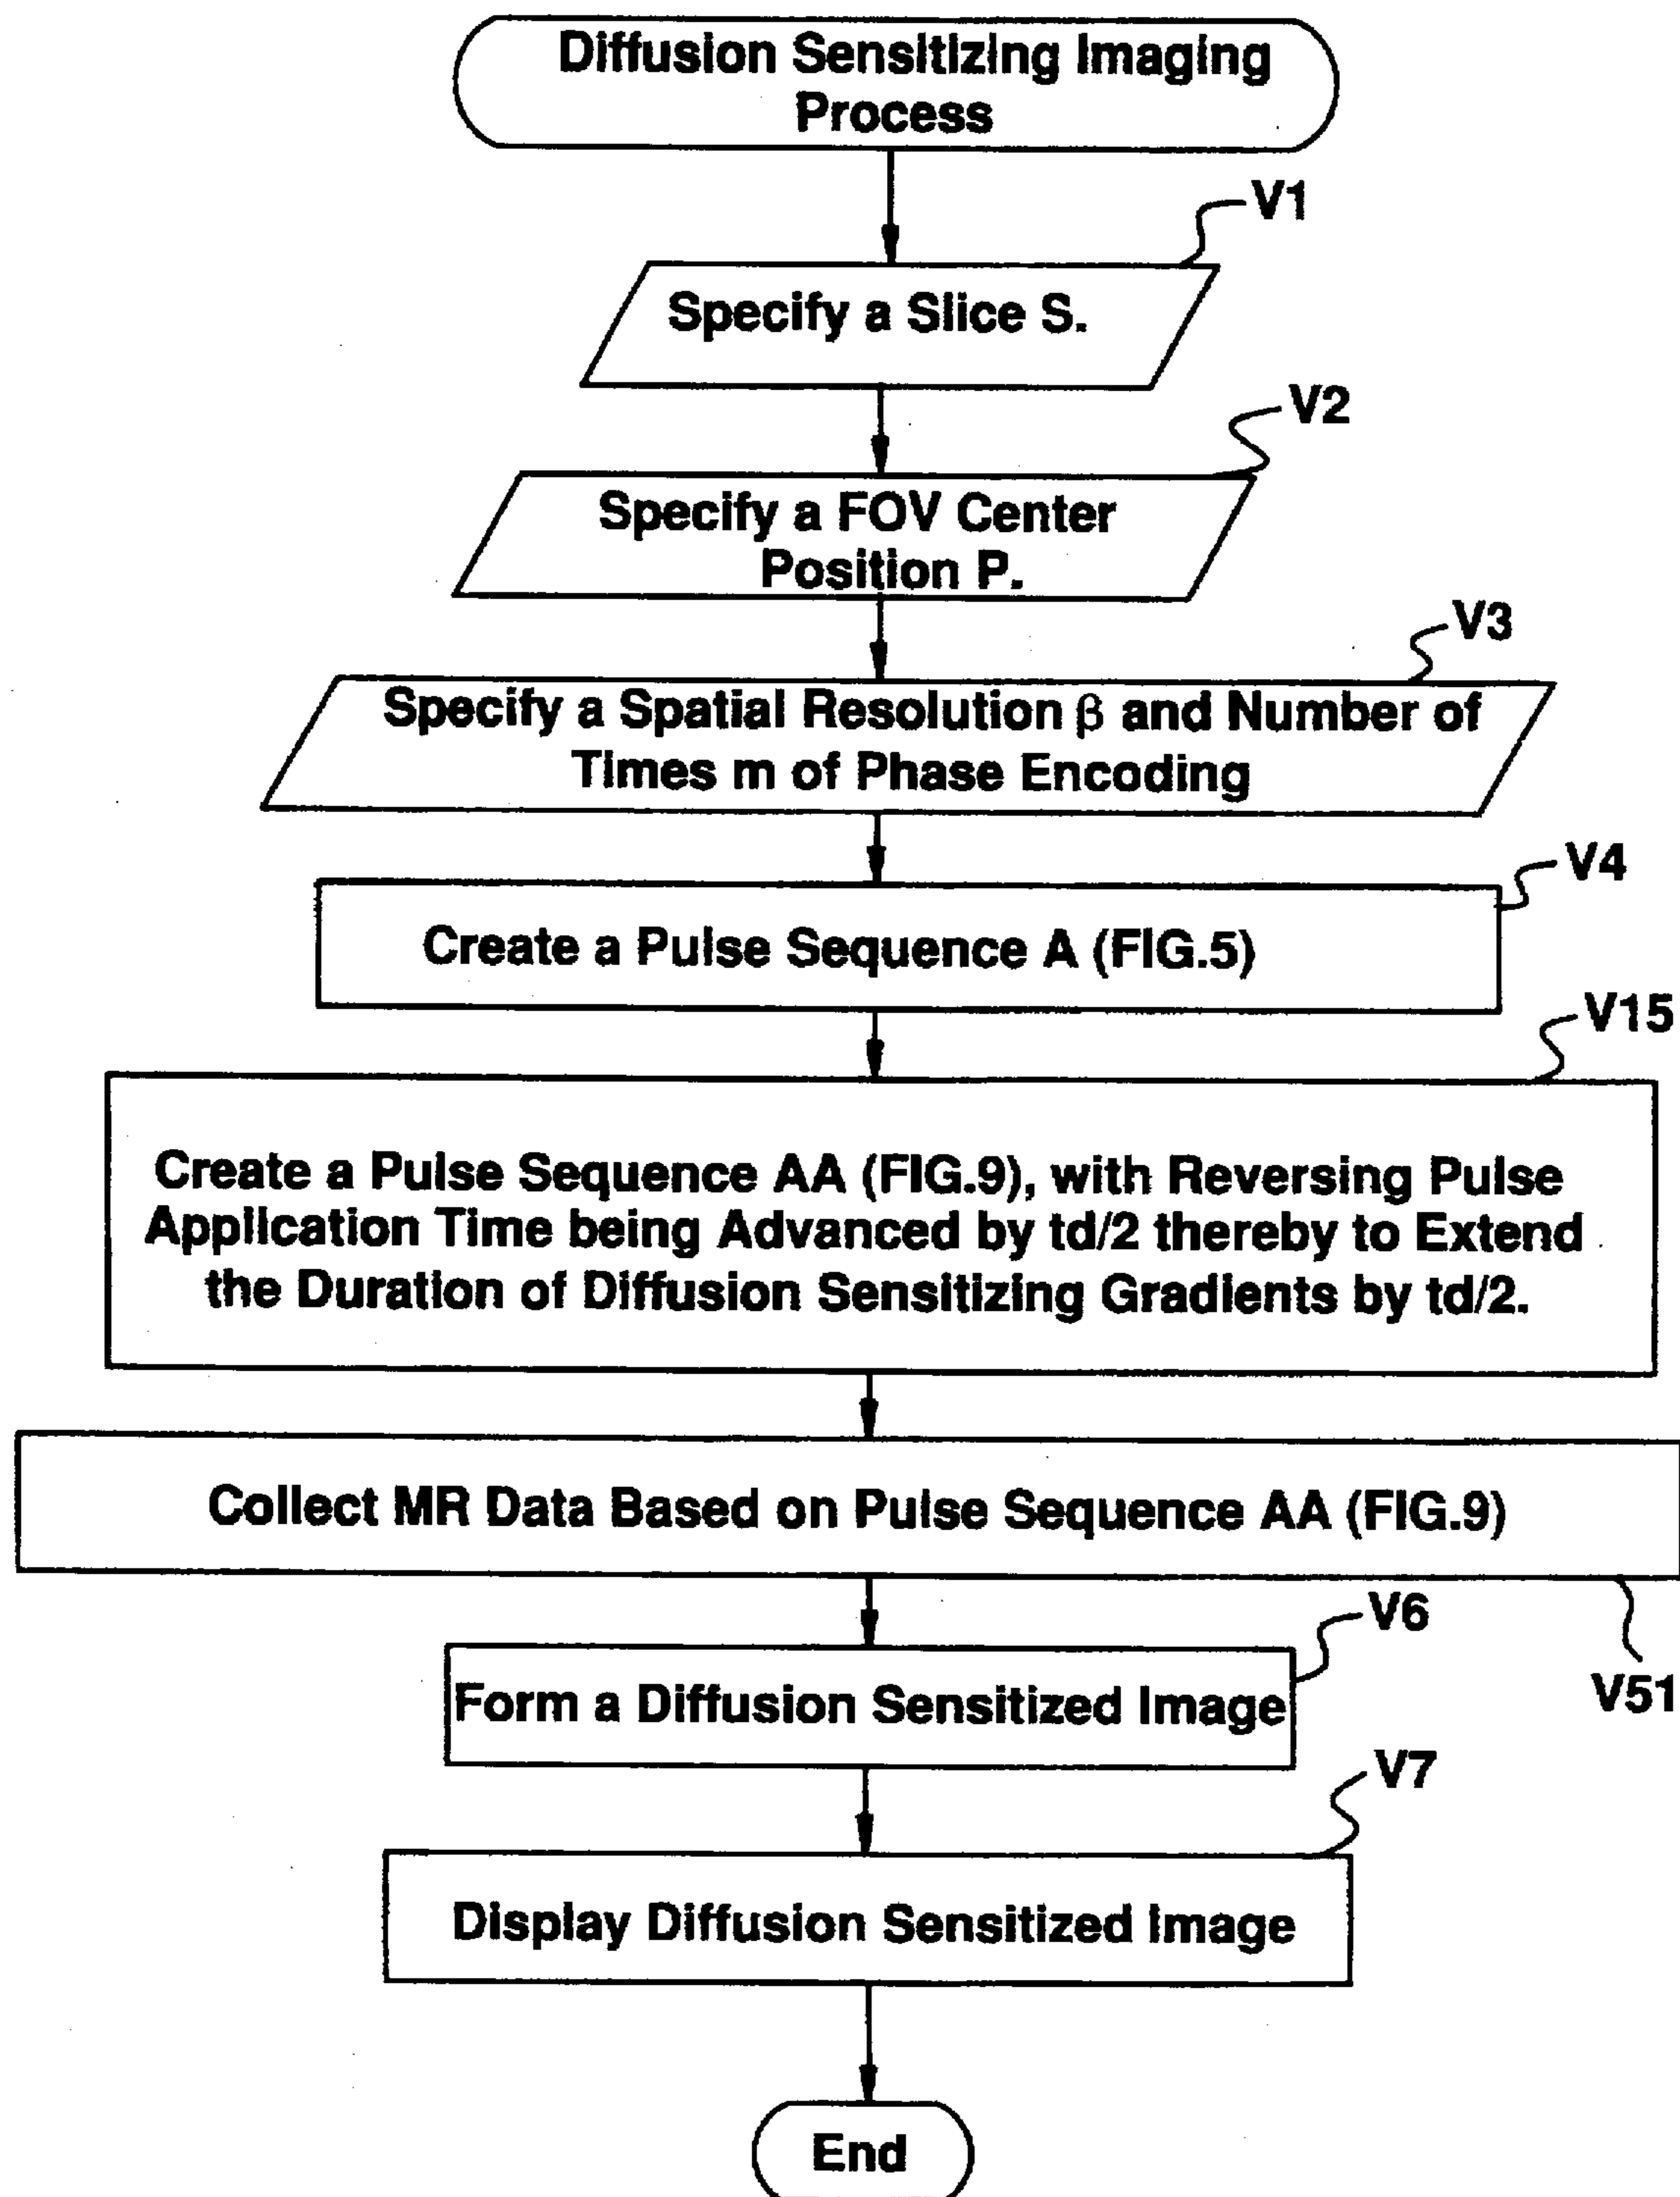 Diffusion Sensitizing Imaging
Process
V1
Specify a Slice S.
V2
Specify a FOV Center
Position P.
V3
Specify a Spatial Resolution β and Number of
Times m of Phase Encoding
V4
Create a Pulse Sequence A (FIG.5)
V15
Create a Pulse Sequence AA (FIG.9), with Reversing Pulse
Application Time being Advanced by td/2 thereby to Extend
the Duration of Diffusion Sensitizing Gradients by td/2.
Collect MR Data Based on Pulse Sequence AA (FIG.9)
V51
V6
Form a Diffusion Sensitized Image
V7
Display Diffusion Sensitized Image
End